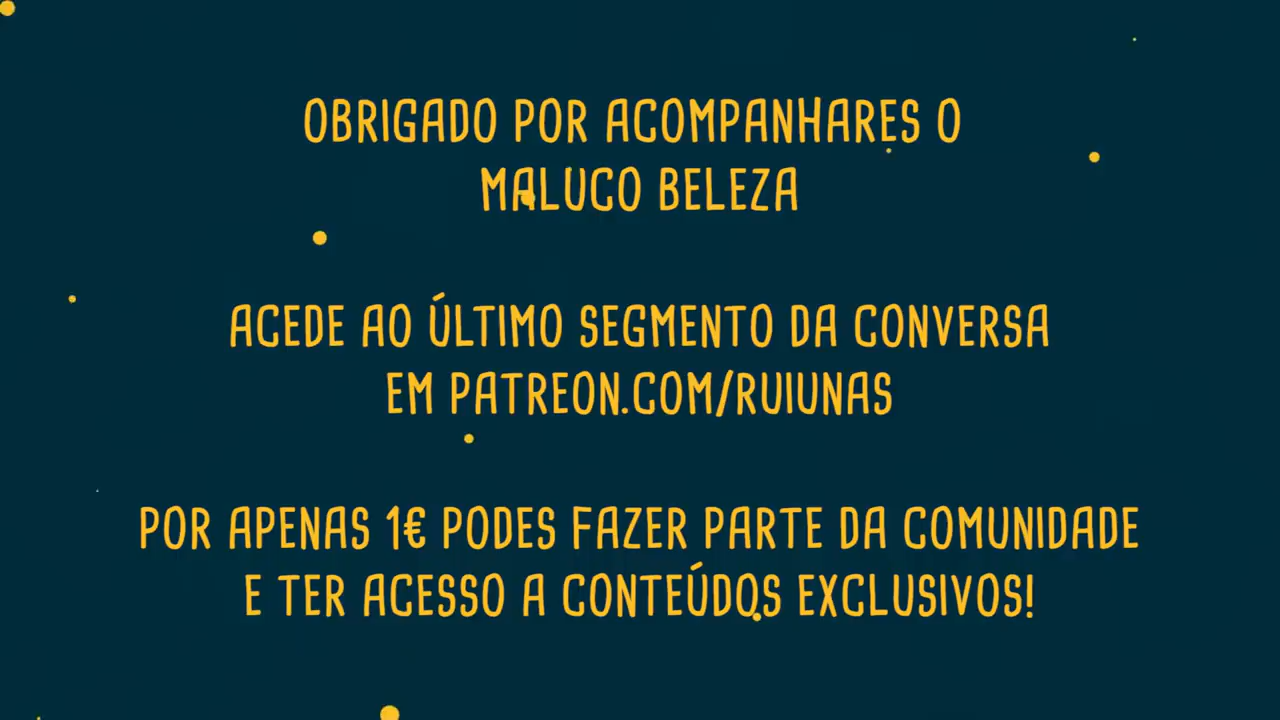 OBRIGADO POR ACOMPANHARES O
MALUCO BELEZA
ACEDE AO ÚLTIMO SEGMENTO DA CONVERSA
EM PATREON.COM/RUIUNAS
POR APENAS 1€ PODES FAZER PARTE DA COMUNIDADE
E TER ACESSO A CONTEÚDOS EXCLUSIVOS!